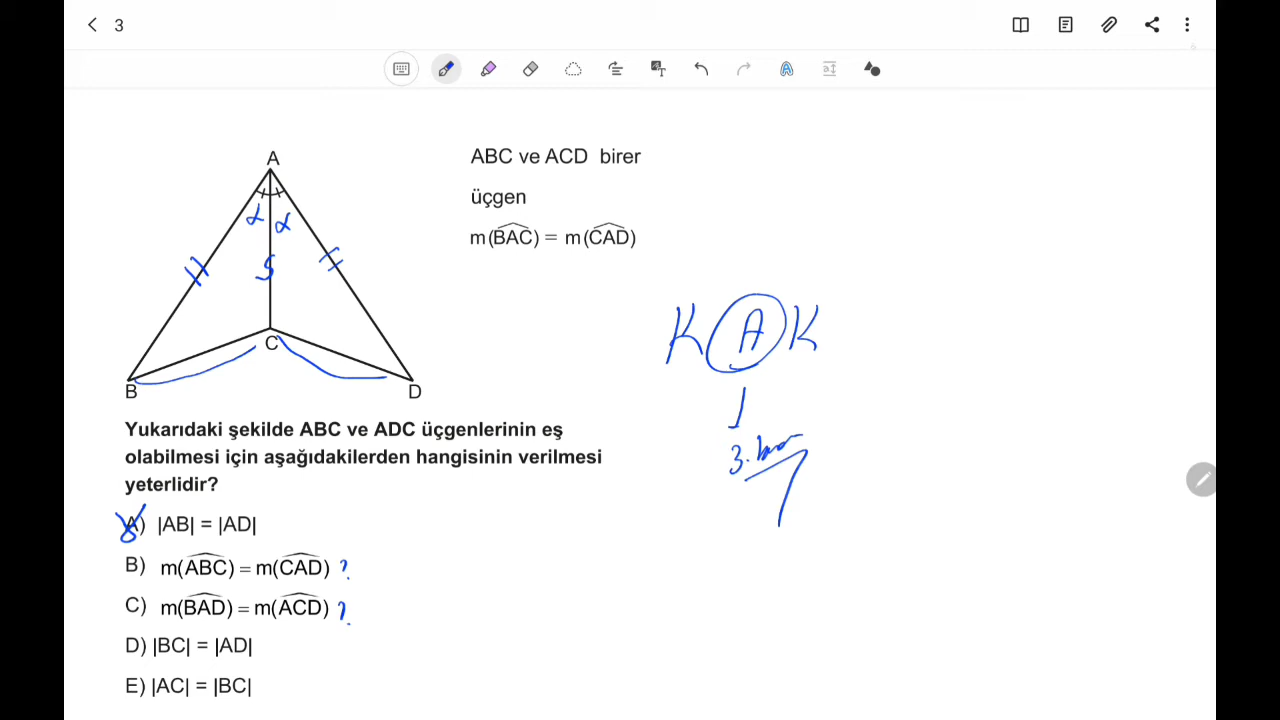 3
A
ABC ve ACD birer
üçgen
m(BAC) = m(CAD)
α α
5
K A K
C
B
D
3.
Yukarıdaki şekilde ABC ve ADC üçgenlerinin eş
olabilmesi için aşağıdakilerden hangisinin verilmesi
yeterlidir?
A) |AB| = |AD|
B) m(ABC) = m(CAD) ?
C) m(BAD) = m(ACD) ?
D) |BC| = |AD|
E) |AC| = |BC|